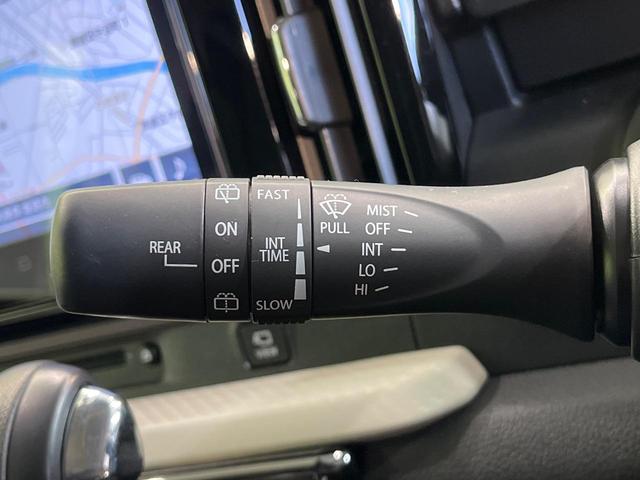 REAR
ON
OFF
FAST
INT
TIME
SLOW
PULL
MIST
OFF
INT
LO
HI